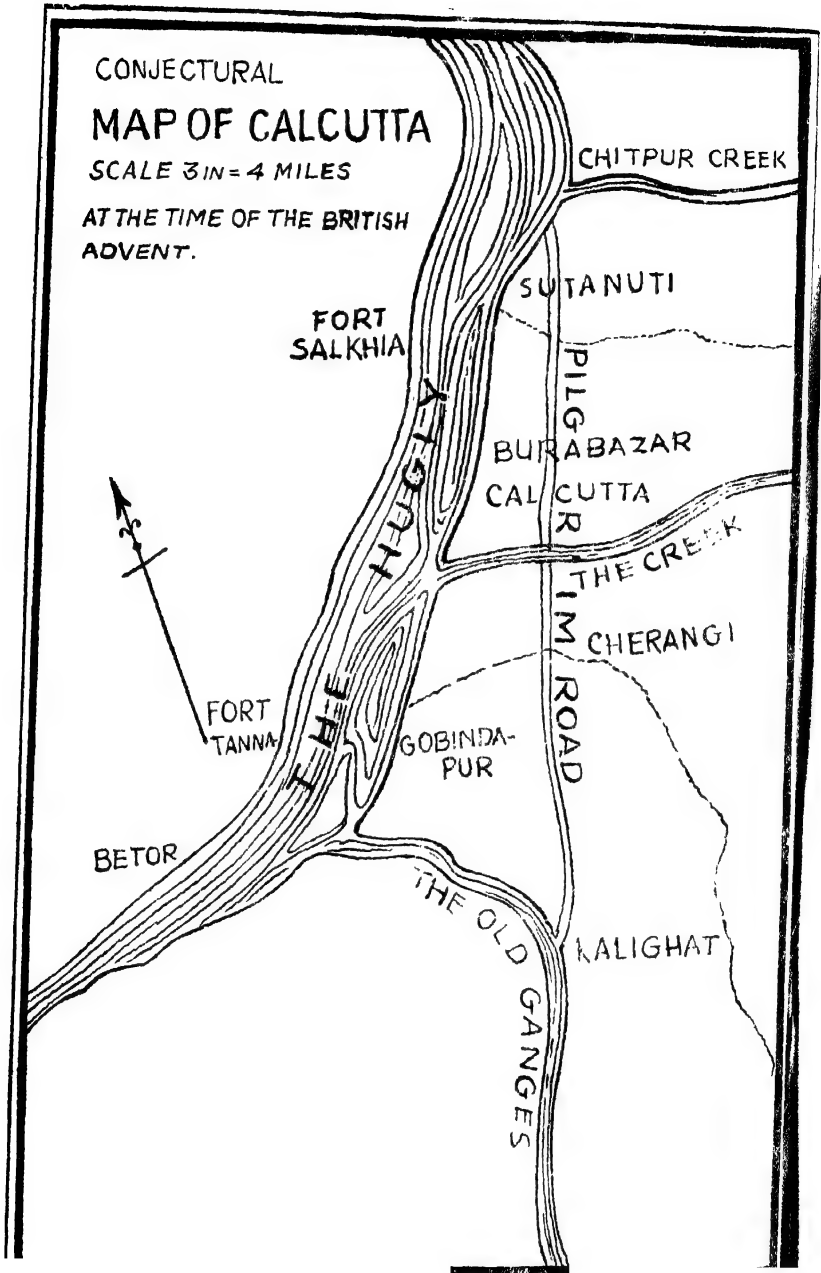 CONJECTURAL
MAP OF CALCUTTA
SCALE 3 IN = 4 MILES
AT THE TIME OF THE BRITISH
ADVENT.
CHITPUR CREEK
SUTANUTI
FORT
SALKHIA
PILGRIM ROAD
THE HUGLY
BURABAZAR
CALCUTTA
THE CREEK
N
CHERANGI
FORT
TANNA
GOBINDA-
PUR
BETOR
THE OLD GANGES
KALIGHAT